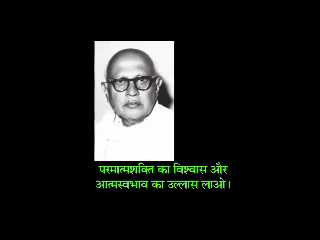 परमात्मशक्ति का विश्वास और
आत्मस्वभाव का उल्लास लाओ।